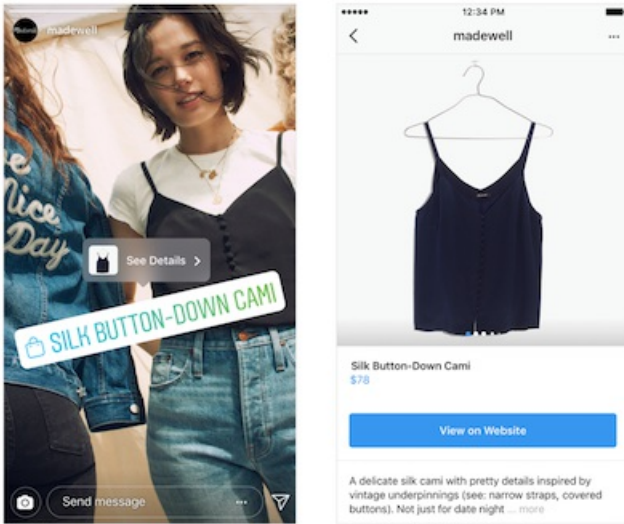 madewell
e
Nice
Day
See Details
SILK BUTTON-DOWN CAMI
Send message
12:34 PM
madewell
Silk Button-Down Cami
$78
View on Website
A delicate silk cami with pretty details inspired by
vintage underpinnings (see: narrow straps, covered
buttons). Not just for date night ... more